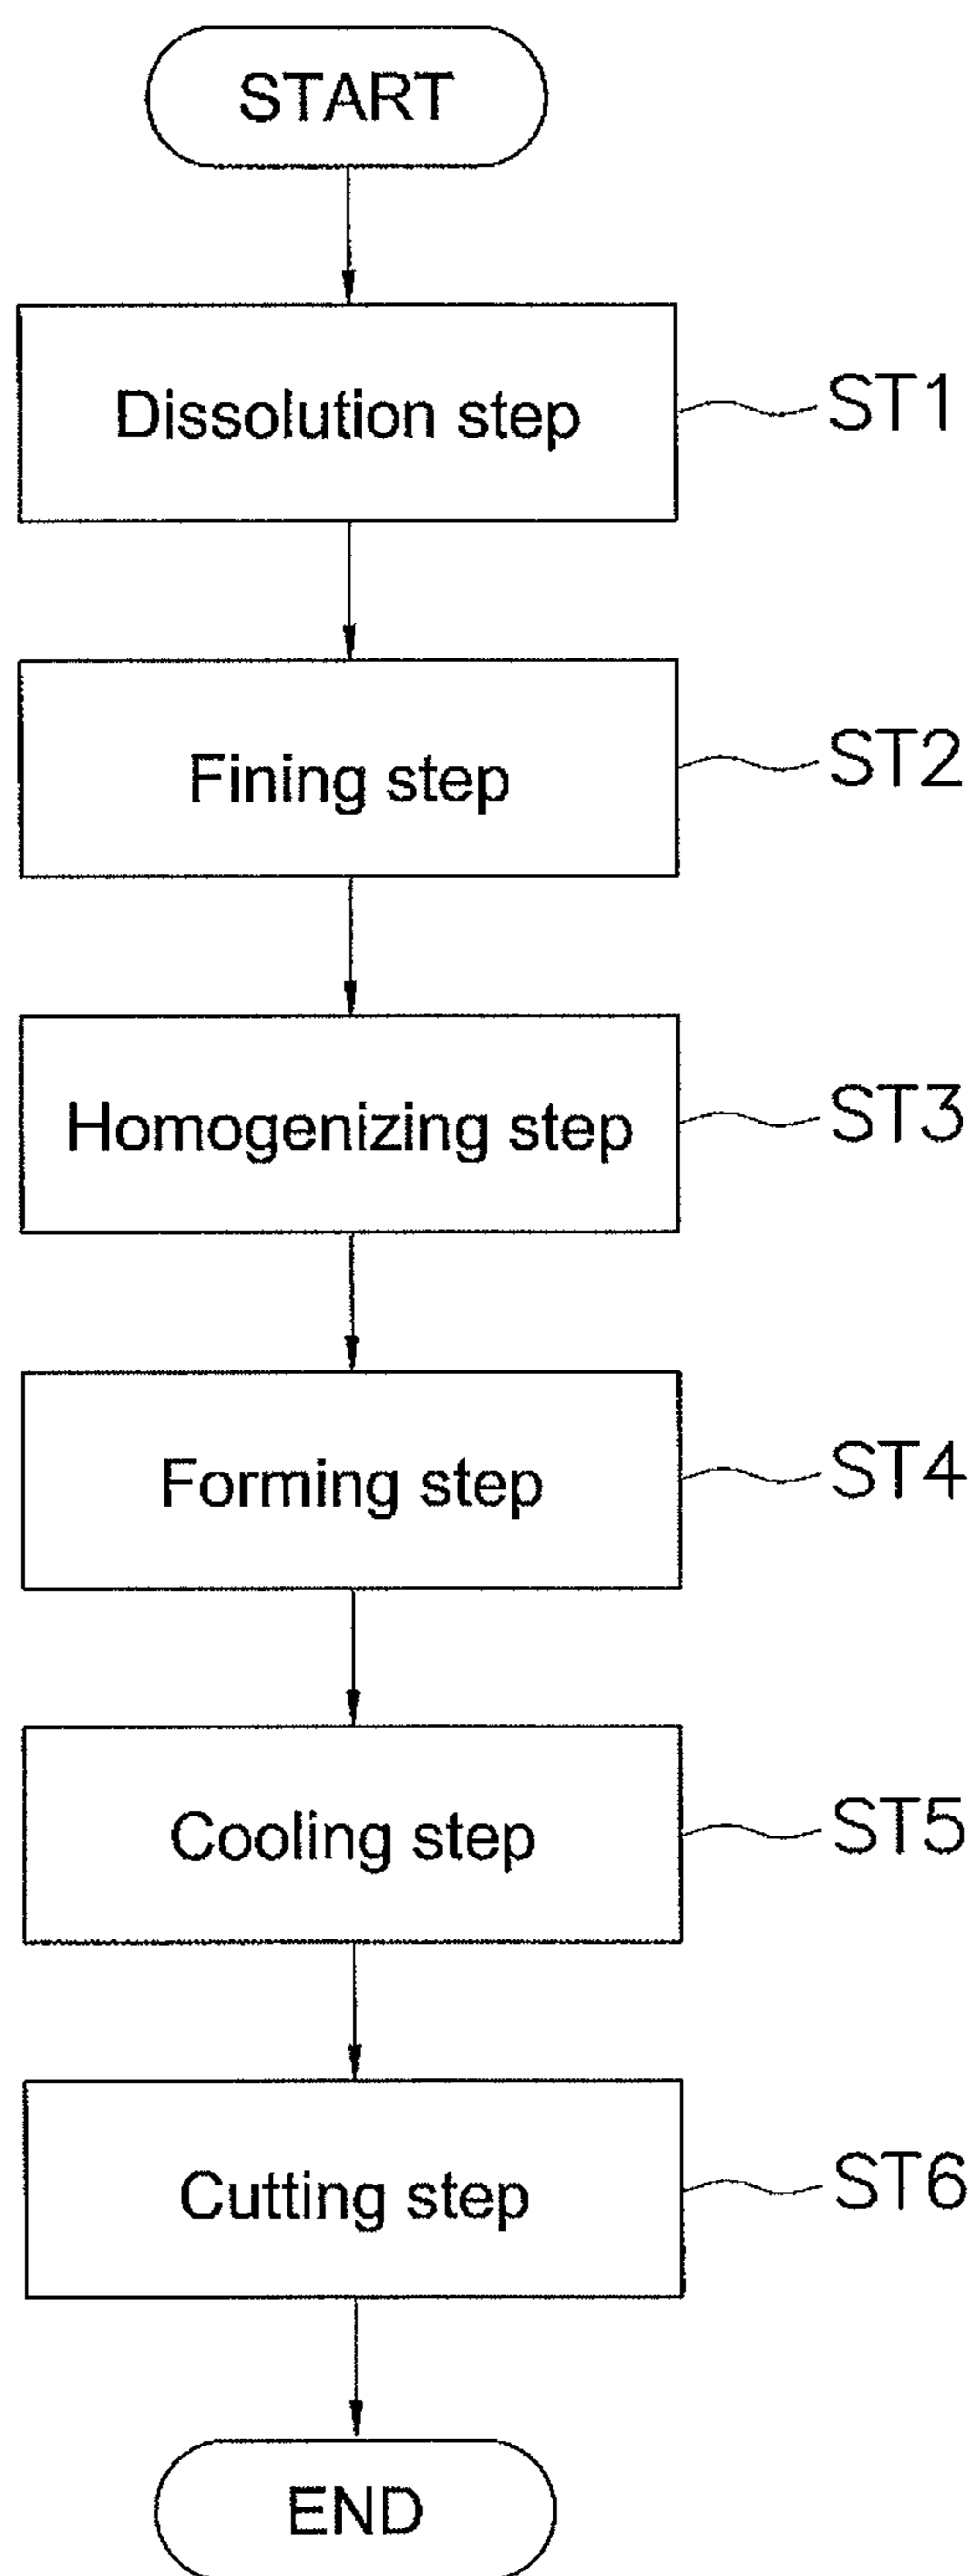 START
Dissolution step
ST1
Fining step
ST2
Homogenizing step
ST3
Forming step
ST4
Cooling step
ST5
Cutting step
ST6
END